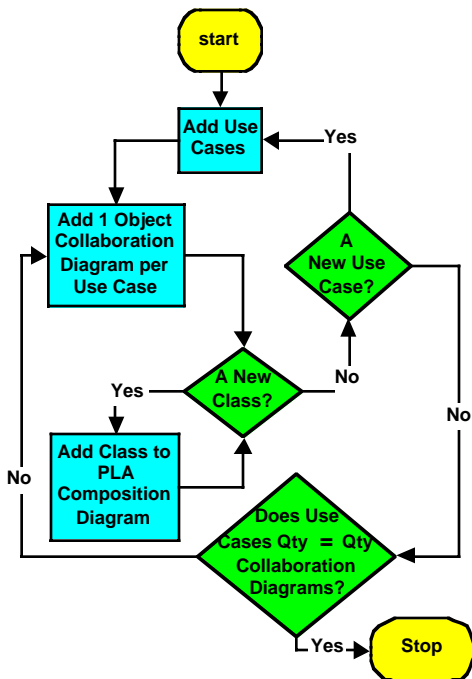 start
Add Use
Cases
Yes
Add 1 Object
Collaboration
Diagram per
Use Case
A
New Use
Case?
A New
Class?
No
Yes
No
Add Class to
PLA
Composition
Diagram
No
Does Use
Cases Qty = Qty
Collaboration
Diagrams?
Yes
Stop